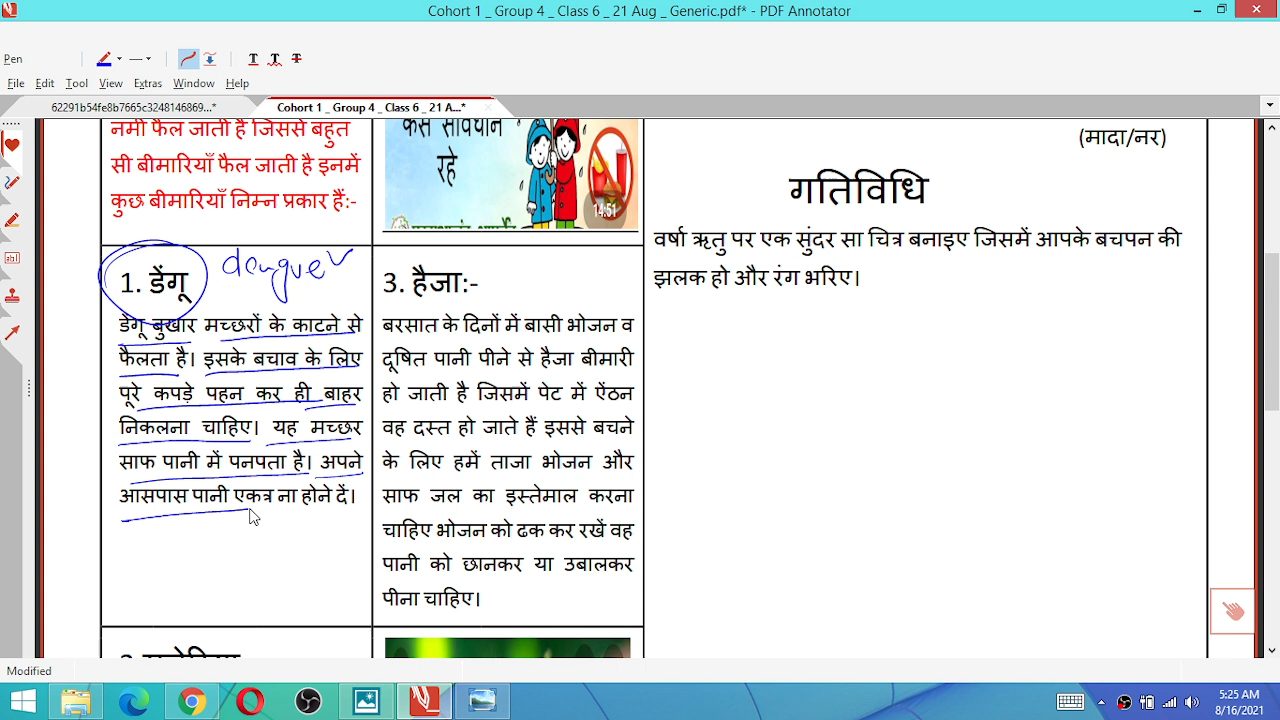 Cohort 1 _ Group 4 _ Class 6 _ 21 Aug _ Generic.pdf* - PDF Annotator
Pen
T T T
File Edit Tool View Extras Window Help
62291b54fe8b7665c3248146869...*
Cohort 1 _ Group 4 _ Class 6 _ 21 A...*
नमी फैल जाती है जिससे बहुत
सी बीमारियाँ फैल जाती है इनमें
कुछ बीमारियाँ निम्न प्रकार हैं:-
1. डेंगू
डेंगू बुखार मच्छरों के काटने से
फैलता है। इसके बचाव के लिए
पूरे कपड़े पहन कर ही बाहर
निकलना चाहिए। यह मच्छर
साफ पानी में पनपता है। अपने
आसपास पानी एकत्र ना होने दें।
रहे
14:51
3. हैजा:-
बरसात के दिनों में बासी भोजन व
दूषित पानी पीने से हैजा बीमारी
हो जाती है जिसमें पेट में ऐंठन
वह दस्त हो जाते हैं इससे बचने
के लिए हमें ताजा भोजन और
साफ जल का इस्तेमाल करना
चाहिए भोजन को ढक कर रखें वह
पानी को छानकर या उबालकर
पीना चाहिए।
(मादा/नर)
गतिविधि
वर्षा ऋतु पर एक सुंदर सा चित्र बनाइए जिसमें आपके बचपन की
झलक हो और रंग भरिए।
Modified
5:25 AM
8/16/2021